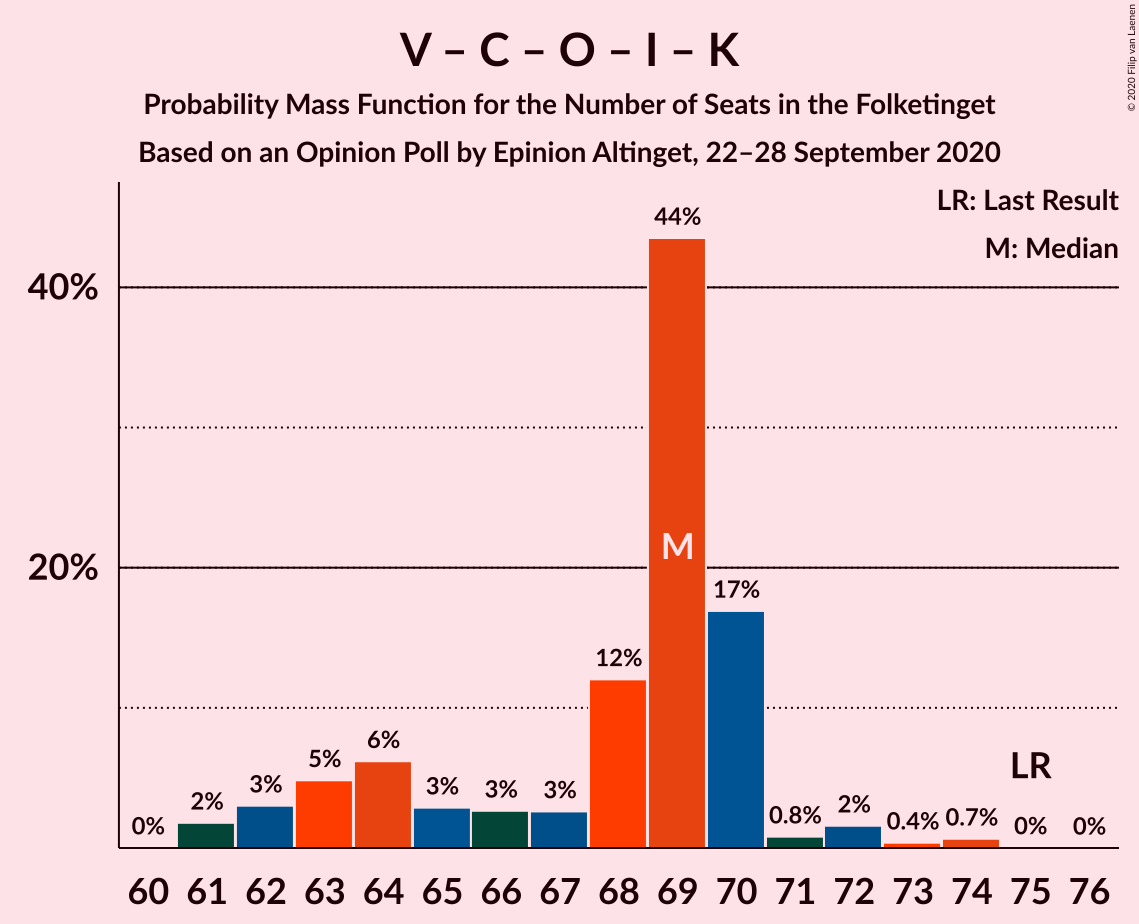 V – C – O – I – K
Probability Mass Function for the Number of Seats in the Folketinget
Based on an Opinion Poll by Epinion Altinget, 22–28 September 2020
© 2020 Filip van Laenen
LR: Last Result
M: Median
40%
20%
0%
2%
3%
5%
6%
3%
3%
3%
12%
44%
17%
0.8%
2%
0.4%
0.7%
0%
0%
M
LR
60 61 62 63 64 65 66 67 68 69 70 71 72 73 74 75 76